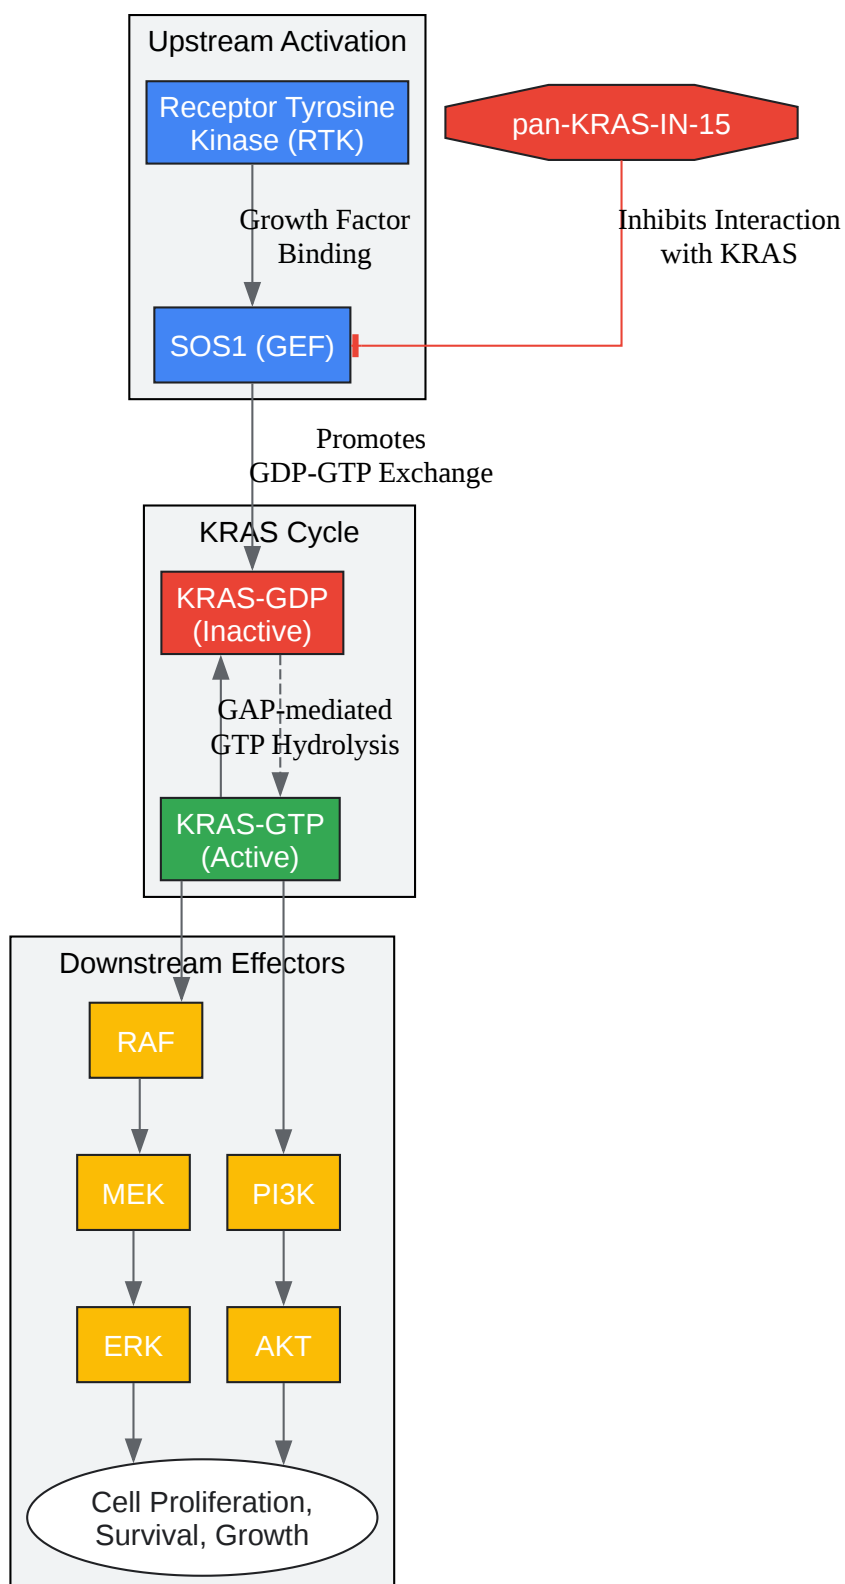 Upstream Activation
Receptor Tyrosine
Kinase (RTK)
pan-KRAS-IN-15
Growth Factor
Binding
Inhibits Interaction
with KRAS
SOS1 (GEF)
Promotes
GDP-GTP Exchange
KRAS Cycle
KRAS-GDP
(Inactive)
GAP-mediated
GTP Hydrolysis
KRAS-GTP
(Active)
Downstream Effectors
RAF
MEK
PI3K
ERK
AKT
Cell Proliferation,
Survival, Growth